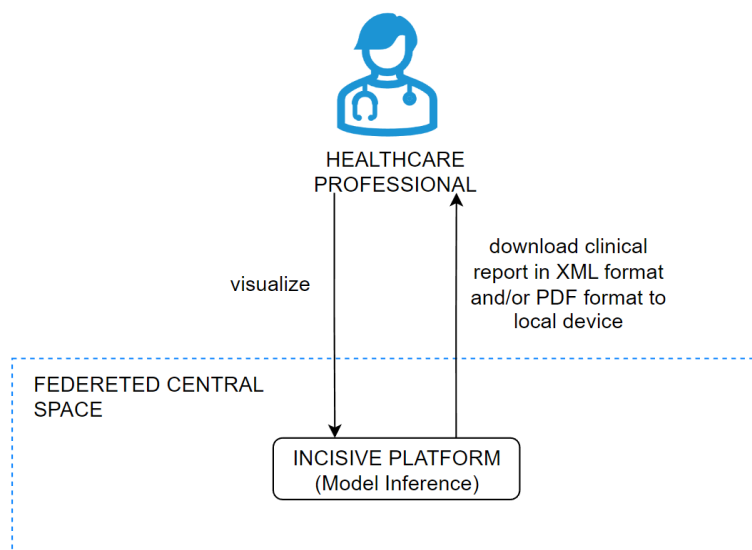 HEALTHCARE
PROFESSIONAL
visualize
download clinical
report in XML format
and/or PDF format to
local device
FEDERETED CENTRAL
SPACE
INCISIVE PLATFORM
(Model Inference)